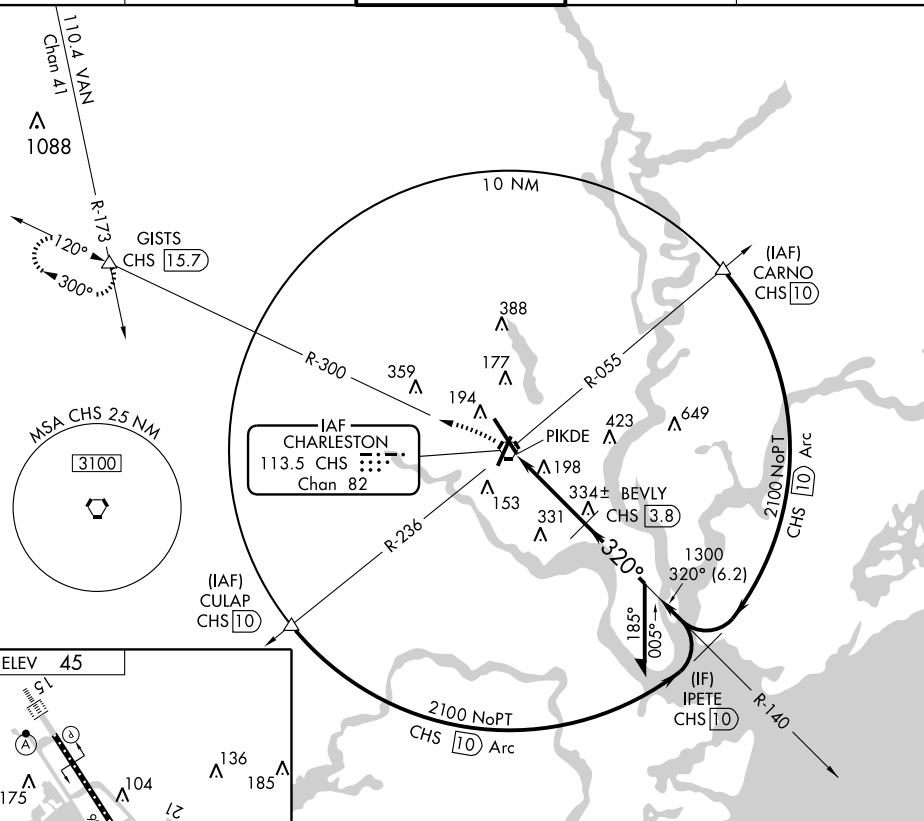 110.4 VAN
Chan 41
1088
R-173
GISTS
CHS 15.7
120°
300°
10 NM
(IAF)
CARNO
CHS 10
388
R-300
359
177
R-055
194
MSA CHS 25 NM
3100
IAF
CHARLESTON
113.5 CHS
Chan 82
PIKDE
423
649
198
334± BEVLY
CHS 3.8
153
331
2100 NoPT
CHS 10 Arc
R-236
320°
1300
320° (6.2)
(IAF)
CULAP
CHS 10
185°
005°
(IF)
IPETE
CHS 10
R-140
2100 NoPT
CHS 10 Arc
ELEV 45
15
A
P
136
185
175
104
21